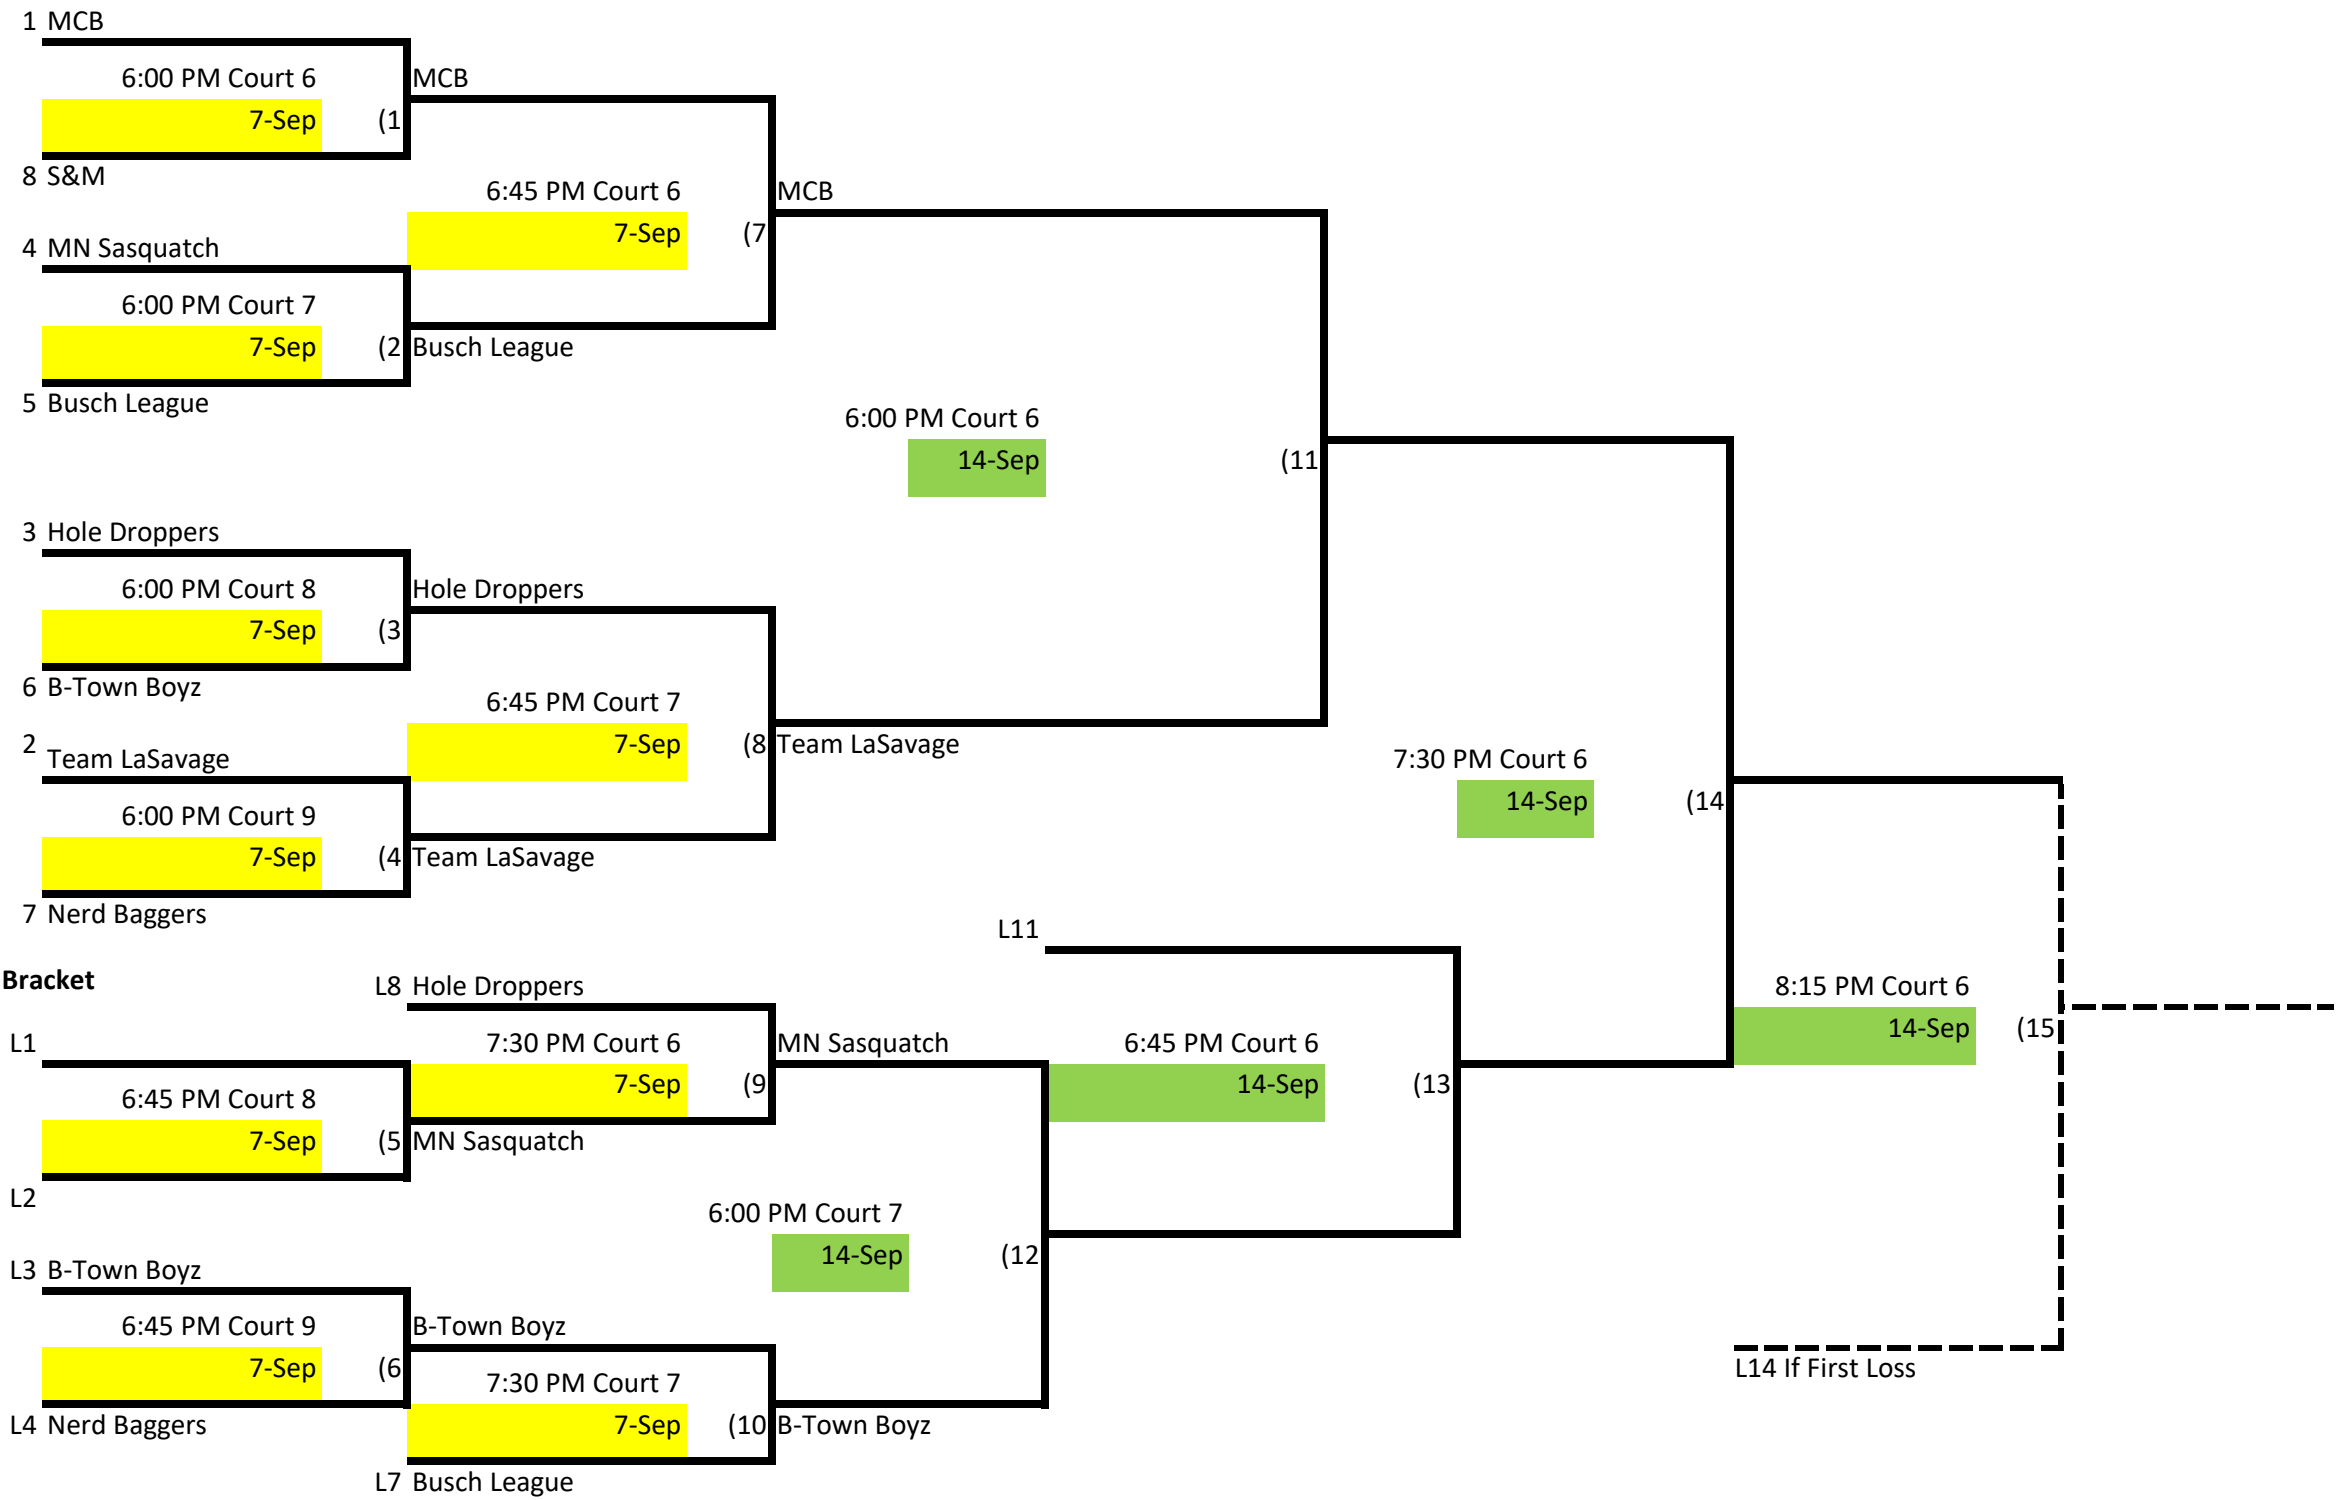 1 MCB
6:00 PM Court 6
MCB
7-Sep (1
8 S&M
6:45 PM Court 6
MCB
7-Sep (7
4 MN Sasquatch
6:00 PM Court 7
7-Sep (2 Busch League
5 Busch League
6:00 PM Court 6
14-Sep (11
3 Hole Droppers
6:00 PM Court 8
Hole Droppers
7-Sep (3
6 B-Town Boyz
6:45 PM Court 7
7-Sep (8 Team LaSavage
2 Team LaSavage
7:30 PM Court 6
14-Sep (14
6:00 PM Court 9
7-Sep (4 Team LaSavage
7 Nerd Baggers
L11
Bracket
L8 Hole Droppers
8:15 PM Court 6
14-Sep (15
L1
7:30 PM Court 6
MN Sasquatch
6:45 PM Court 6
7-Sep (9
14-Sep (13
6:45 PM Court 8
7-Sep (5 MN Sasquatch
L2
6:00 PM Court 7
14-Sep (12
L3 B-Town Boyz
6:45 PM Court 9
B-Town Boyz
7-Sep (6
L14 If First Loss
7:30 PM Court 7
L4 Nerd Baggers
7-Sep (10 B-Town Boyz
L7 Busch League